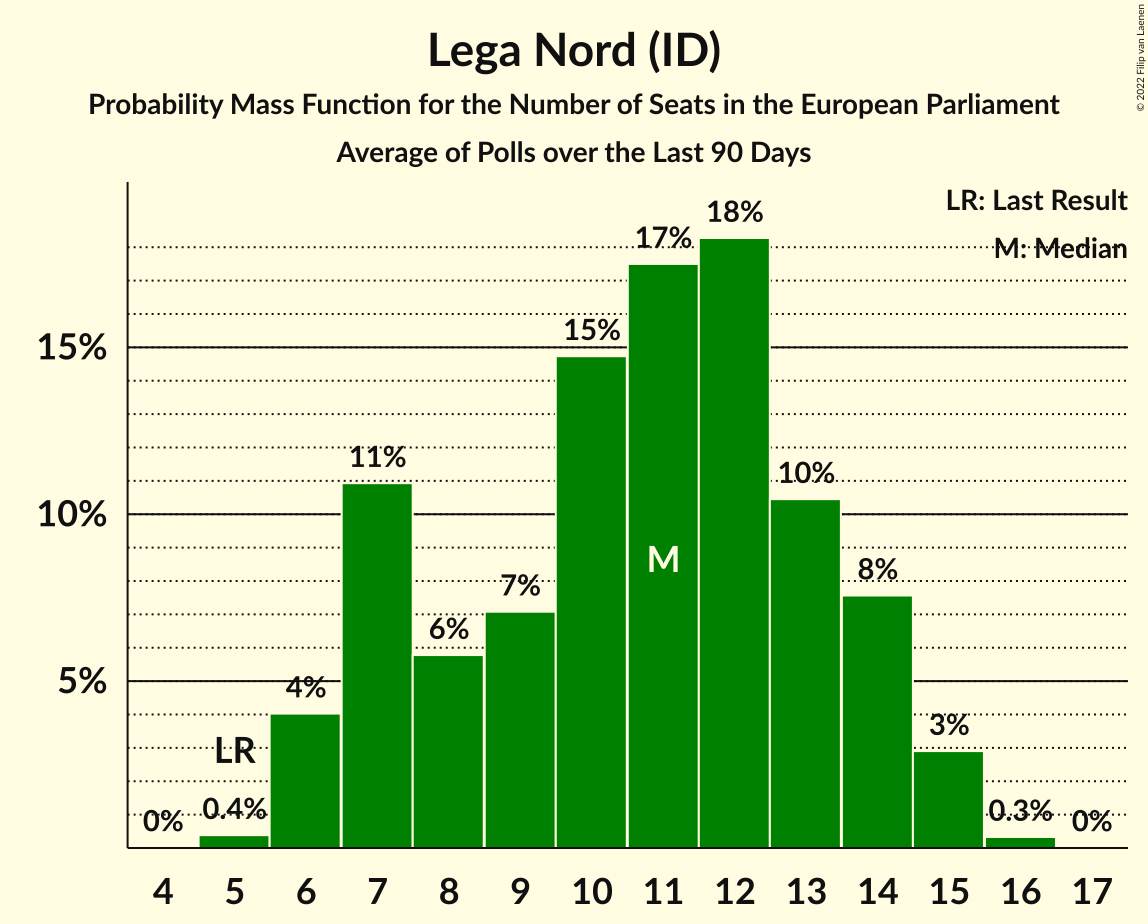 Lega Nord (ID)
Probability Mass Function for the Number of Seats in the European Parliament
Average of Polls over the Last 90 Days
© 2022 Filip van Laenen
LR: Last Result
M: Median
18%
17%
15%
15%
11%
10%
10%
8%
M
7%
6%
5%
4%
3%
LR
0.4%
0.3%
0%
0%
4 5 6 7 8 9 10 11 12 13 14 15 16 17